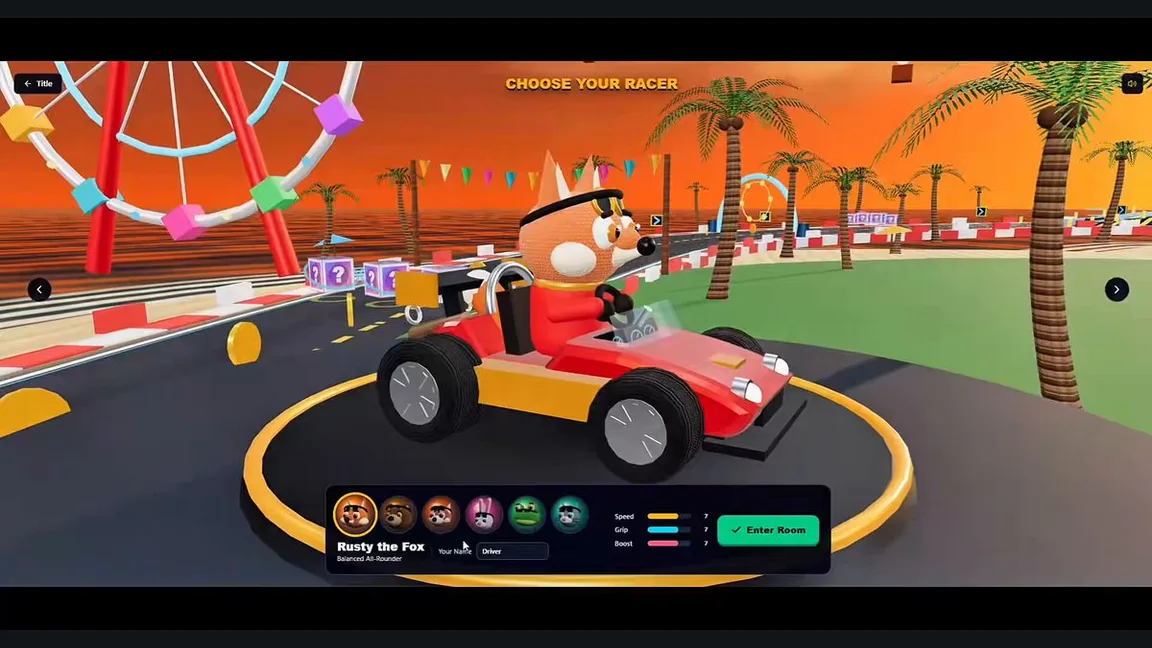 ← Title
CHOOSE YOUR RACER
? ?
? ? ? ?
Rusty the Fox
Balanced All-Rounder
Your Name
Driver
Speed 7
Grip 7
Boost 7
✓ Enter Room